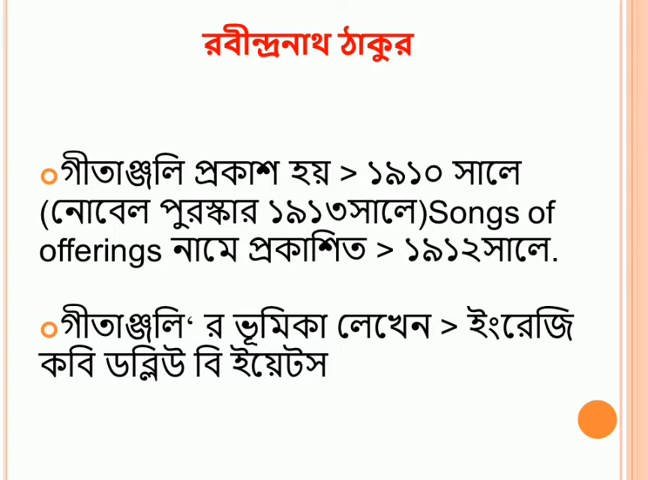 রবীন্দ্রনাথ ঠাকুর
গীতাঞ্জলি প্রকাশ হয় > ১৯১০ সালে
(নোবেল পুরস্কার ১৯১৩সালে)Songs of
offerings নামে প্রকাশিত > ১৯১২সালে.
গীতাঞ্জলি‘ র ভূমিকা লেখেন > ইংরেজি
কবি ডব্লিউ বি ইয়েটস